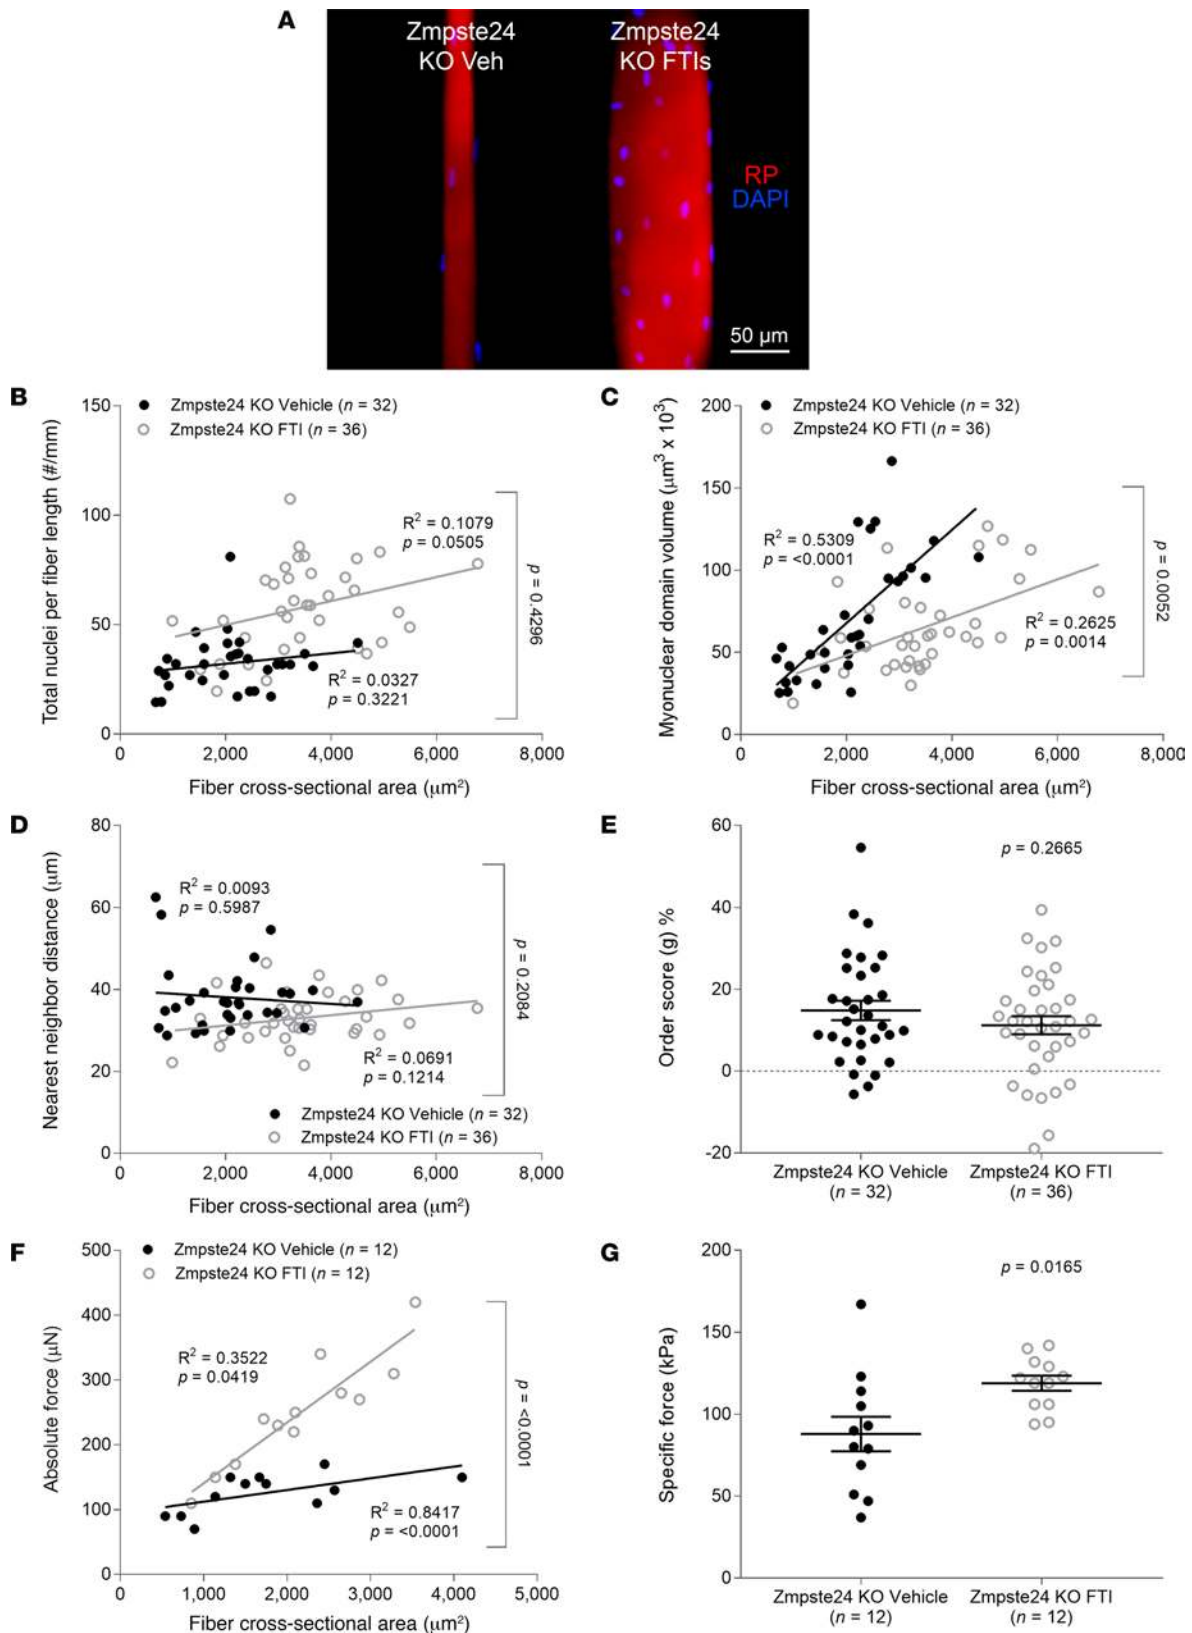 A
Zmpste24
KO Veh
Zmpste24
KO FTIs
RP
DAPI
50 µm
B
Zmpste24 KO Vehicle (n = 32)
Zmpste24 KO FTI (n = 36)
Total nuclei per fiber length (#/mm)
150
100
50
0
R² = 0.1079
p = 0.0505
R² = 0.0327
p = 0.3221
p = 0.4296
0 2,000 4,000 6,000 8,000
Fiber cross-sectional area (µm²)
C
Zmpste24 KO Vehicle (n = 32)
Zmpste24 KO FTI (n = 36)
Myonuclear domain volume (µm³ x 10³)
200
150
100
50
0
R² = 0.5309
p = <0.0001
R² = 0.2625
p = 0.0014
p = 0.0052
0 2,000 4,000 6,000 8,000
Fiber cross-sectional area (µm²)
D
Nearest neighbor distance (µm)
80
60
40
20
0
R² = 0.0093
p = 0.5987
R² = 0.0691
p = 0.1214
p = 0.2084
Zmpste24 KO Vehicle (n = 32)
Zmpste24 KO FTI (n = 36)
0 2,000 4,000 6,000 8,000
Fiber cross-sectional area (µm²)
E
Order score (g) %
60
40
20
0
-20
p = 0.2665
Zmpste24 KO Vehicle
(n = 32)
Zmpste24 KO FTI
(n = 36)
F
Zmpste24 KO Vehicle (n = 12)
Zmpste24 KO FTI (n = 12)
Absolute force (µN)
500
400
300
200
100
0
R² = 0.3522
p = 0.0419
R² = 0.8417
p = <0.0001
p = <0.0001
0 1,000 2,000 3,000 4,000 5,000
Fiber cross-sectional area (µm²)
G
Specific force (kPa)
200
150
100
50
0
p = 0.0165
Zmpste24 KO Vehicle
(n = 12)
Zmpste24 KO FTI
(n = 12)